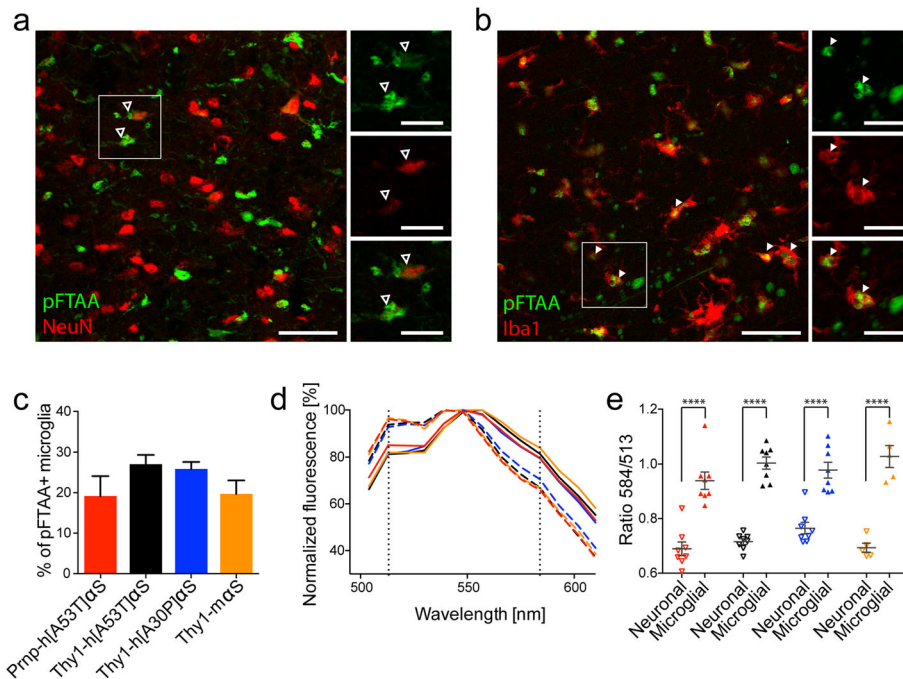 a
b
pFTAA
NeuN
pFTAA
Iba1
c
% of pFTAA+ microglia
40
30
20
10
0
Prnp-h[A53T]αS
Thy1-h[A53T]αS
Thy1-h[A30P]αS
Thy1-mαS
d
Normalized fluorescence [%]
100
80
60
40
500
550
600
Wavelength [nm]
e
Ratio 584/513
1.2
1.0
0.8
0.6
**** **** **** ****
Neuronal
Microglial
Neuronal
Microglial
Neuronal
Microglial
Neuronal
Microglial